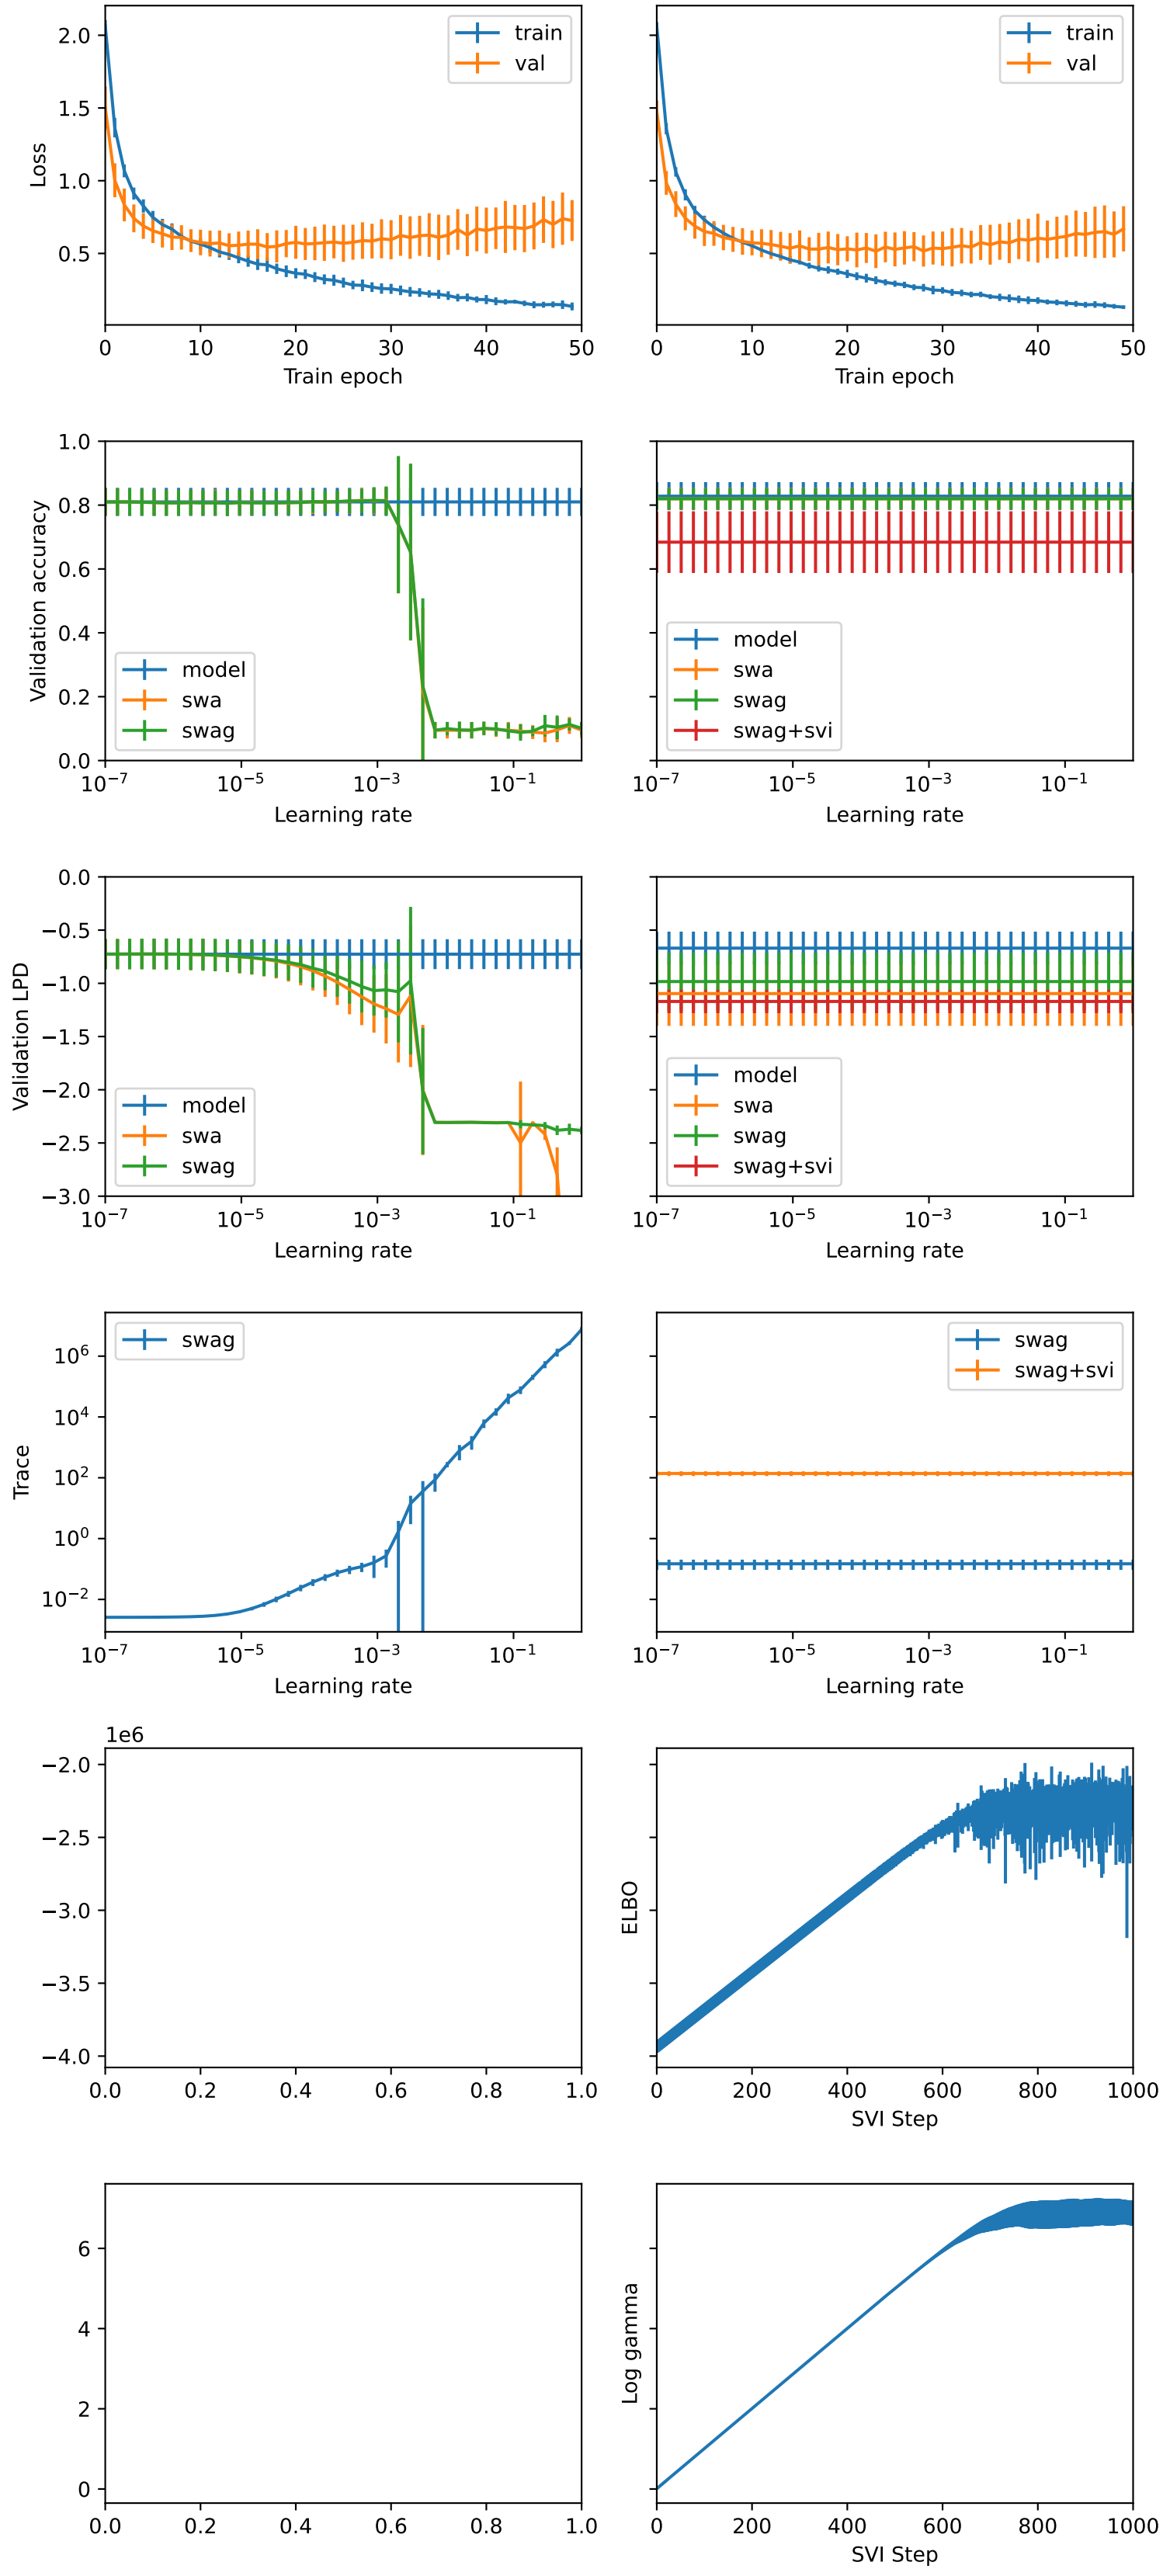 2.0
1.5
1.0
0.5
Loss
train
val
0 10 20 30 40 50
Train epoch
train
val
0 10 20 30 40 50
Train epoch
1.0
0.8
0.6
0.4
0.2
0.0
Validation accuracy
model
swa
swag
10−7 10−5 10−3 10−1
Learning rate
model
swa
swag
swag+svi
10−7 10−5 10−3 10−1
Learning rate
0.0
−0.5
−1.0
−1.5
−2.0
−2.5
−3.0
Validation LPD
model
swa
swag
10−7 10−5 10−3 10−1
Learning rate
model
swa
swag
swag+svi
10−7 10−5 10−3 10−1
Learning rate
106
104
102
100
10−2
Trace
swag
10−7 10−5 10−3 10−1
Learning rate
swag
swag+svi
10−7 10−5 10−3 10−1
Learning rate
1e6
−2.0
−2.5
−3.0
−3.5
−4.0
0.0 0.2 0.4 0.6 0.8 1.0
ELBO
0 200 400 600 800 1000
SVI Step
6
4
2
0
0.0 0.2 0.4 0.6 0.8 1.0
Log gamma
0 200 400 600 800 1000
SVI Step